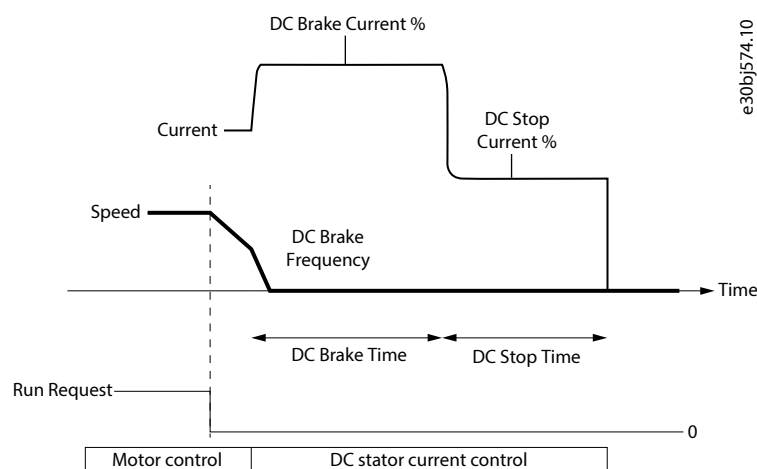 DC Brake Current %
e30bj574.10
Current
DC Stop
Current %
Speed
DC Brake
Frequency
Time
DC Brake Time
DC Stop Time
Run Request
0
Motor control
DC stator current control